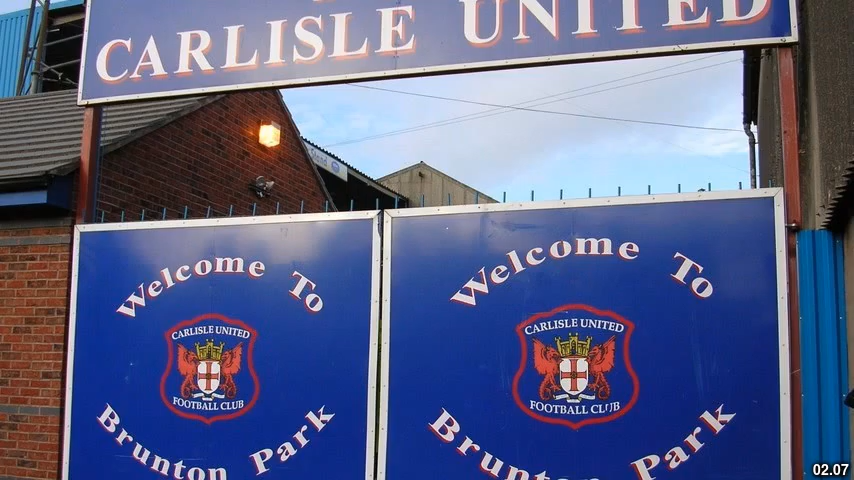 CARLISLE UNITED
Welcome To
CARLISLE UNITED
FOOTBALL CLUB
Brunton Park
Welcome To
CARLISLE UNITED
FOOTBALL CLUB
Brunton Park
02.07